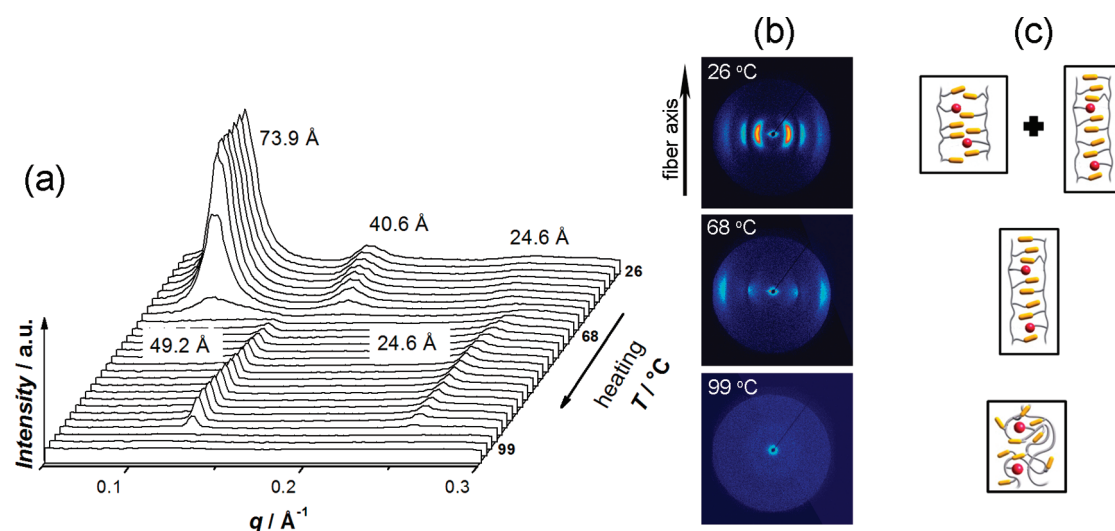 (a)
73.9 Å
40.6 Å
24.6 Å
49.2 Å
24.6 Å
26
68
99
heating
T / °C
Intensity / a.u.
0.1
0.2
0.3
q / Å⁻¹
(b)
fiber axis
26 °C
68 °C
99 °C
(c)